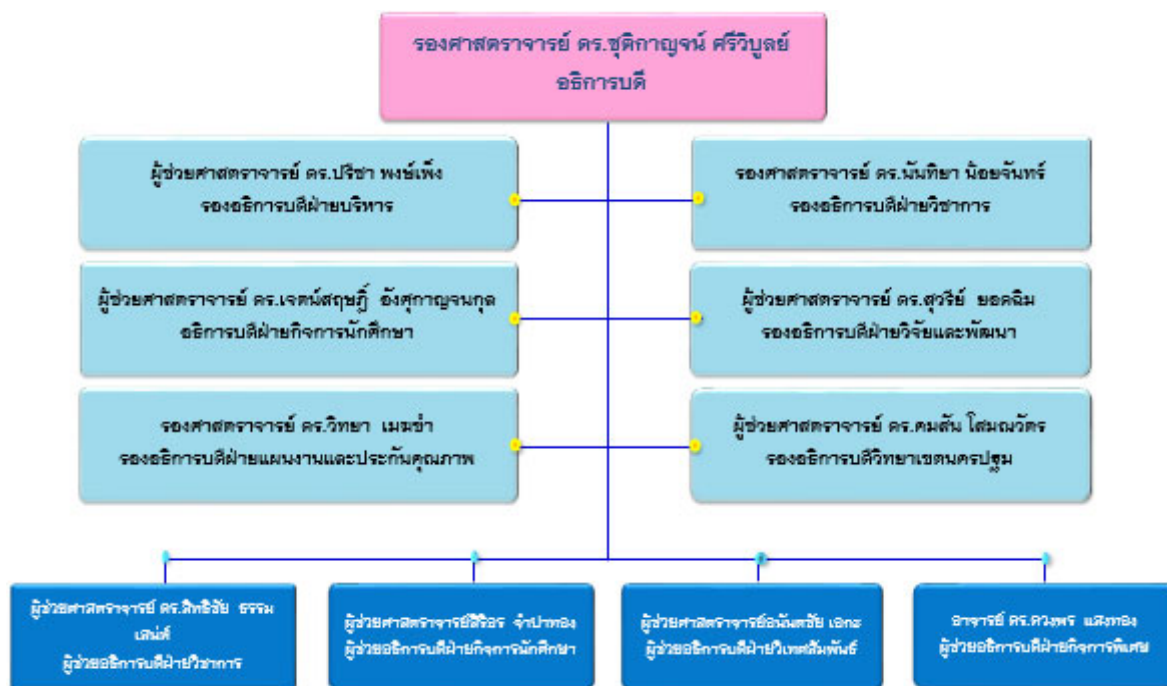 รองศาสตราจารย์ ดร.ชุติกาญจน์ ศรีวิบูลย์
อธิการบดี
ผู้ช่วยศาสตราจารย์ ดร.ปรีชา พงษ์เพ็ง
รองอธิการบดีฝ่ายบริหาร
รองศาสตราจารย์ ดร.นันทิยา น้อยจันทร์
รองอธิการบดีฝ่ายวิชาการ
ผู้ช่วยศาสตราจารย์ ดร.เจตน์สฤษฎิ์ อังศุกาญจนกุล
อธิการบดีฝ่ายกิจการนักศึกษา
ผู้ช่วยศาสตราจารย์ ดร.สุวรีย์ ยอดฉิม
รองอธิการบดีฝ่ายวิจัยและพัฒนา
รองศาสตราจารย์ ดร.วิทยา เมฆขำ
รองอธิการบดีฝ่ายแผนงานและประกันคุณภาพ
ผู้ช่วยศาสตราจารย์ ดร.คมสัน โสมณวัตร
รองอธิการบดีวิทยาเขตนครปฐม
ผู้ช่วยศาสตราจารย์ ดร.สิทธิชัย ธรรม
เสน่ห์
ผู้ช่วยอธิการบดีฝ่ายวิชาการ
ผู้ช่วยศาสตราจารย์สิริอร จำปาทอง
ผู้ช่วยอธิการบดีฝ่ายกิจการนักศึกษา
ผู้ช่วยศาสตราจารย์อนันตชัย เอกะ
ผู้ช่วยอธิการบดีฝ่ายวิเทศสัมพันธ์
อาจารย์ ดร.ดวงพร แสงทอง
ผู้ช่วยอธิการบดีฝ่ายกิจการพิเศษ